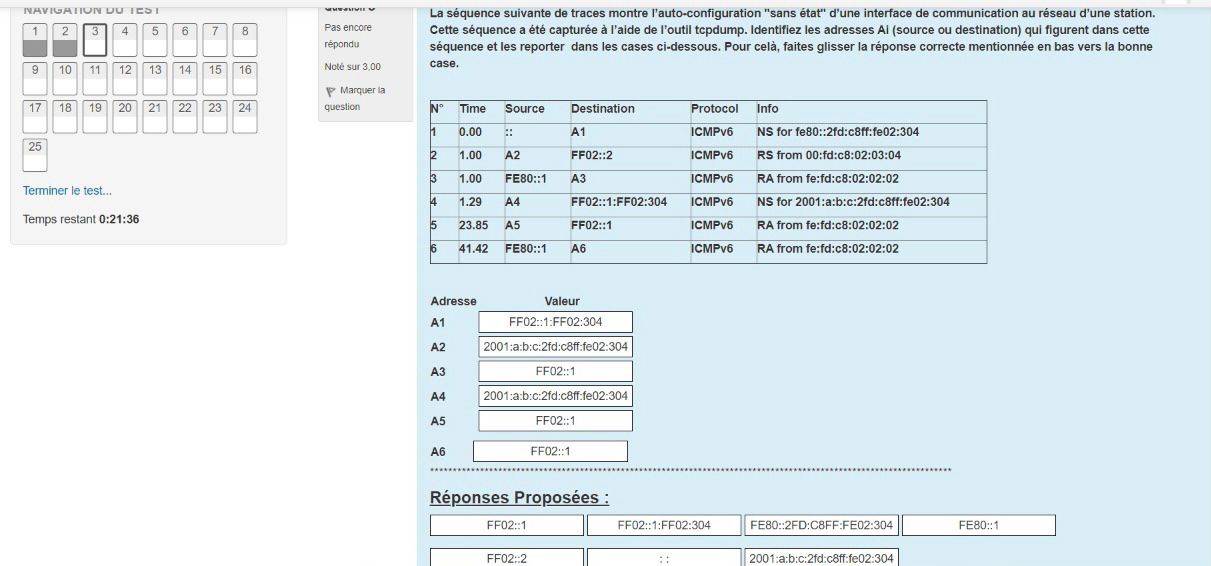 NAVIGATION DU TEST
1 2 3 4 5 6 7 8
9 10 11 12 13 14 15 16
17 18 19 20 21 22 23 24
25
Terminer le test...
Temps restant 0:21:36
Pas encore
répondu
Noté sur 3,00
Marquer la
question
La séquence suivante de traces montre l'auto-configuration "sans état" d'une interface de communication au réseau d'une station.
Cette séquence a été capturée à l'aide de l'outil tcpdump. Identifiez les adresses Ai (source ou destination) qui figurent dans cette
séquence et les reporter dans les cases ci-dessous. Pour celà, faites glisser la réponse correcte mentionnée en bas vers la bonne
case.
N° Time Source Destination Protocol Info
1 0.00 :: A1 ICMPv6 NS for fe80::2fd:c8ff:fe02:304
2 1.00 A2 FF02::2 ICMPv6 RS from 00:fd:c8:02:03:04
3 1.00 FE80::1 A3 ICMPv6 RA from fe:fd:c8:02:02:02
4 1.29 A4 FF02::1:FF02:304 ICMPv6 NS for 2001:a:b:c:2fd:c8ff:fe02:304
5 23.85 A5 FF02::1 ICMPv6 RA from fe:fd:c8:02:02:02
6 41.42 FE80::1 A6 ICMPv6 RA from fe:fd:c8:02:02:02
Adresse Valeur
A1 FF02::1:FF02:304
A2 2001:a:b:c:2fd:c8ff:fe02:304
A3 FF02::1
A4 2001:a:b:c:2fd:c8ff:fe02:304
A5 FF02::1
A6 FF02::1
Réponses Proposées :
FF02::1 FF02::1:FF02:304 FE80::2FD:C8FF:FE02:304 FE80::1
FF02::2 :: 2001:a:b:c:2fd:c8ff:fe02:304